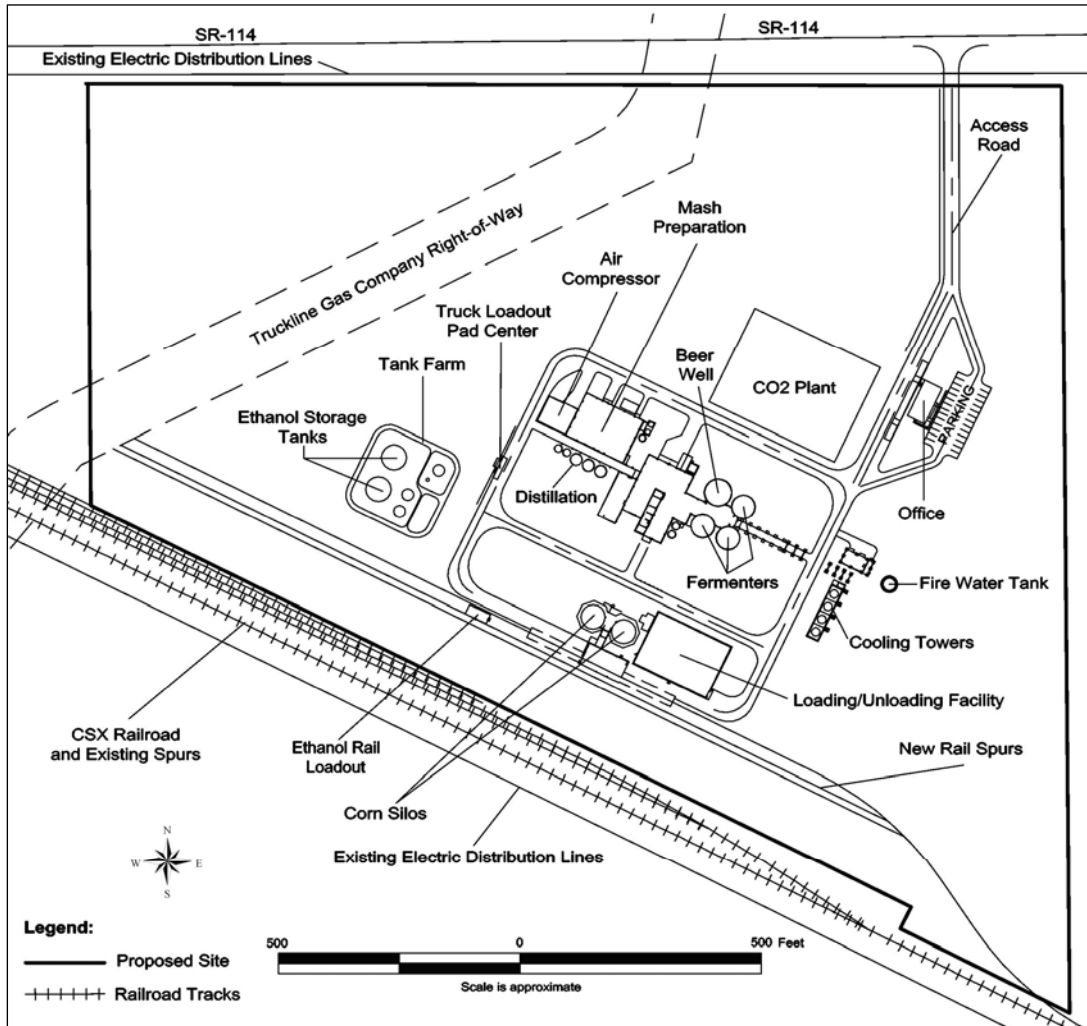 SR-114
SR-114
Existing Electric Distribution Lines
Access
Road
Mash
Preparation
Truckline Gas Company Right-of-Way
Air
Compressor
Truck Loadout
Pad Center
Tank Farm
Beer
Well
CO2 Plant
PARKING
Ethanol Storage
Tanks
Distillation
Office
Fermenters
Fire Water Tank
Cooling Towers
Loading/Unloading Facility
CSX Railroad
and Existing Spurs
Ethanol Rail
Loadout
New Rail Spurs
Corn Silos
Existing Electric Distribution Lines
N
W
E
S
Legend:
Proposed Site
Railroad Tracks
500
0
500 Feet
Scale is approximate